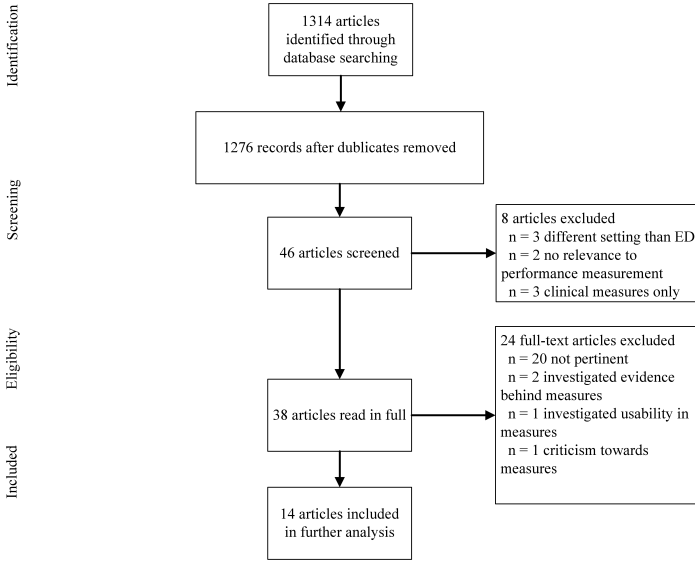 Identification
1314 articles
identified through
database searching
1276 records after dublicates removed
Screening
46 articles screened
8 articles excluded
n = 3 different setting than ED
n = 2 no relevance to
performance measurement
n = 3 clinical measures only
Eligibility
38 articles read in full
24 full-text articles excluded
n = 20 not pertinent
n = 2 investigated evidence
behind measures
n = 1 investigated usability in
measures
n = 1 criticism towards
measures
Included
14 articles included
in further analysis